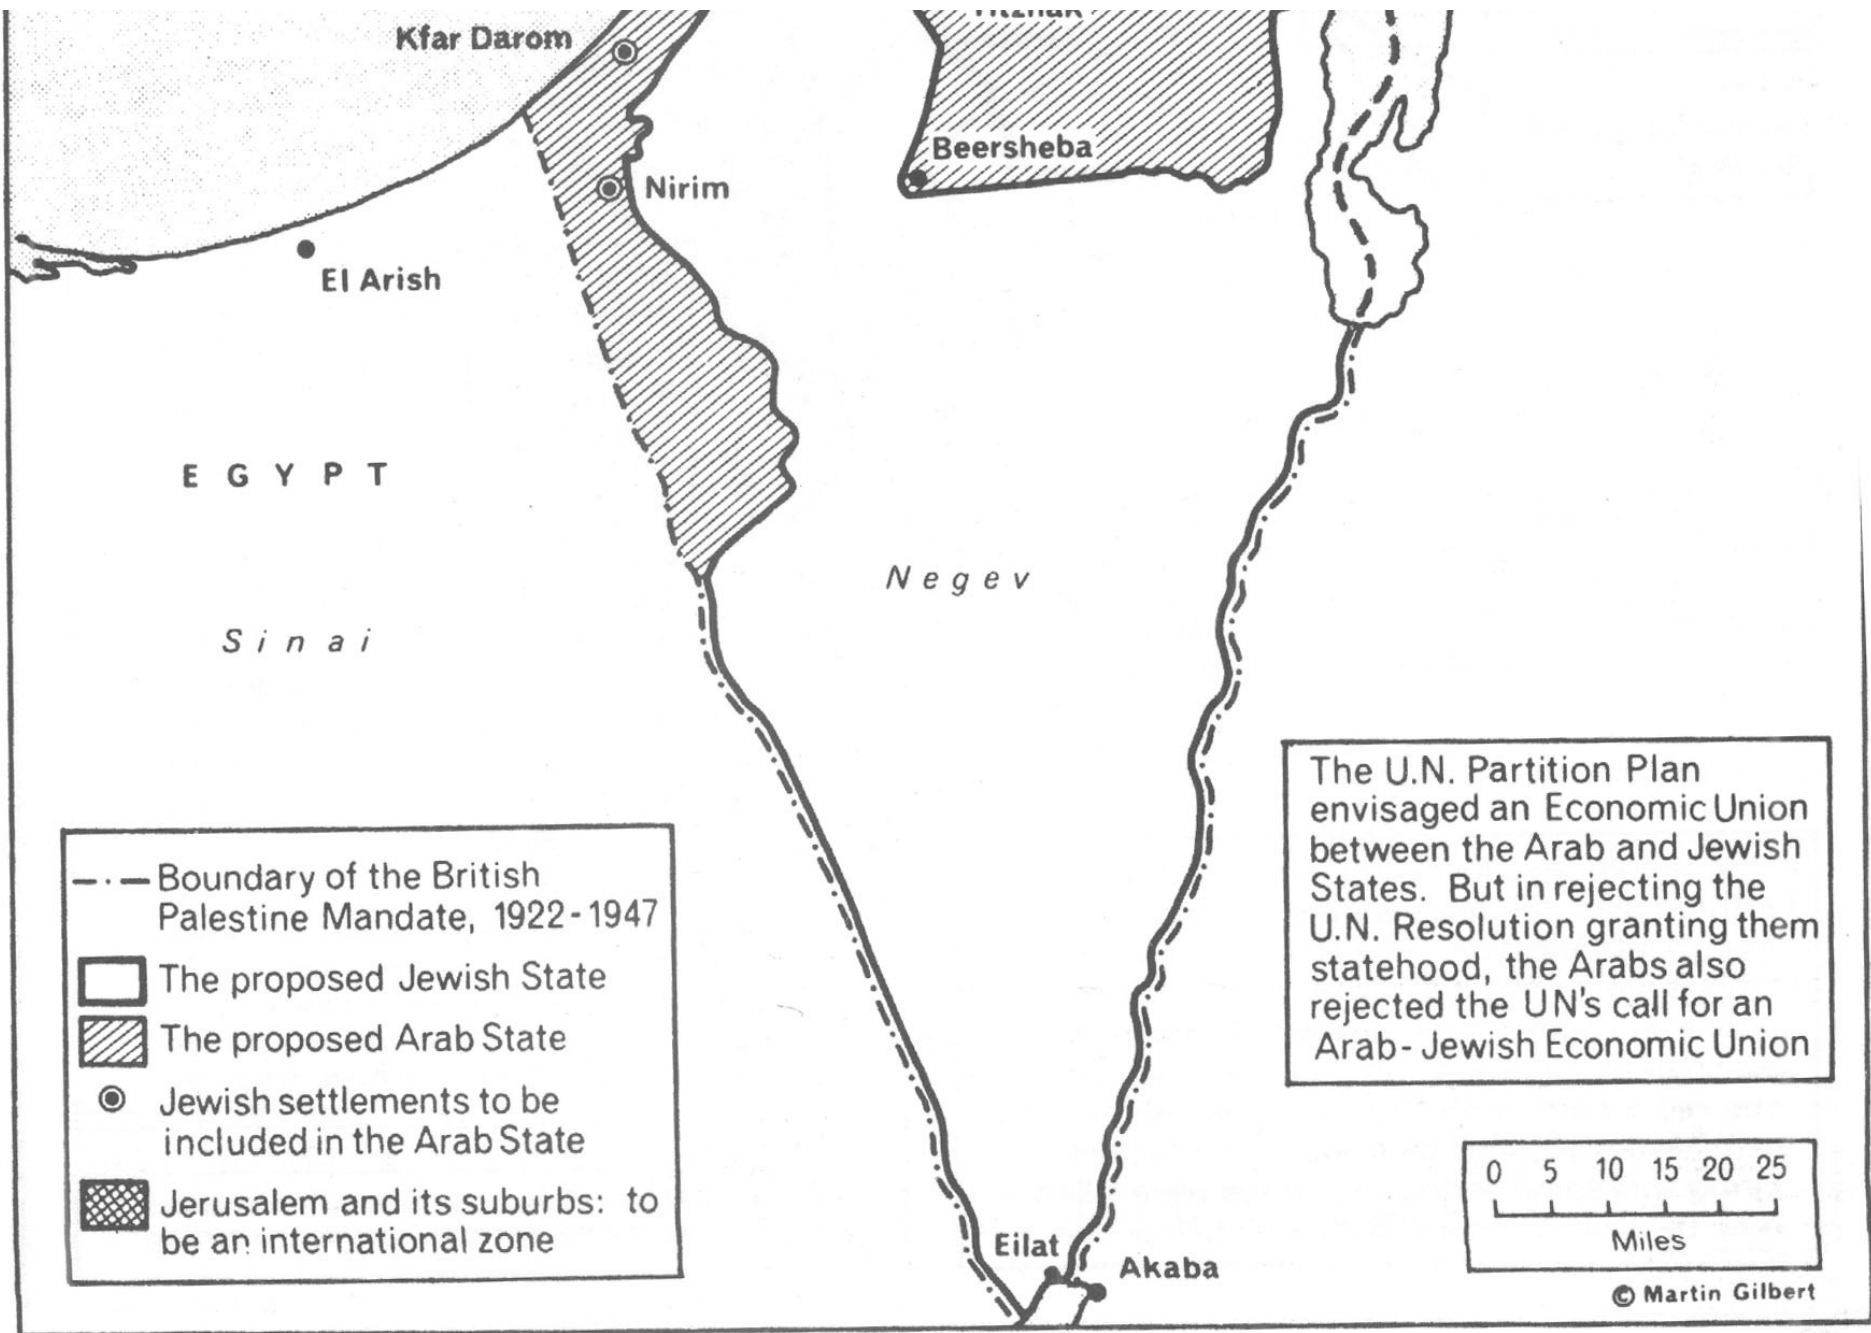 Kfar Darom
Beersheba
Nirim
El Arish
EGYPT
Negev
Sinai
The U.N. Partition Plan
envisaged an Economic Union
between the Arab and Jewish
States. But in rejecting the
U.N. Resolution granting them
statehood, the Arabs also
rejected the UN's call for an
Arab-Jewish Economic Union
Boundary of the British
Palestine Mandate, 1922-1947
The proposed Jewish State
The proposed Arab State
Jewish settlements to be
included in the Arab State
Jerusalem and its suburbs: to
be an international zone
0 5 10 15 20 25
Miles
Eilat
Akaba
© Martin Gilbert